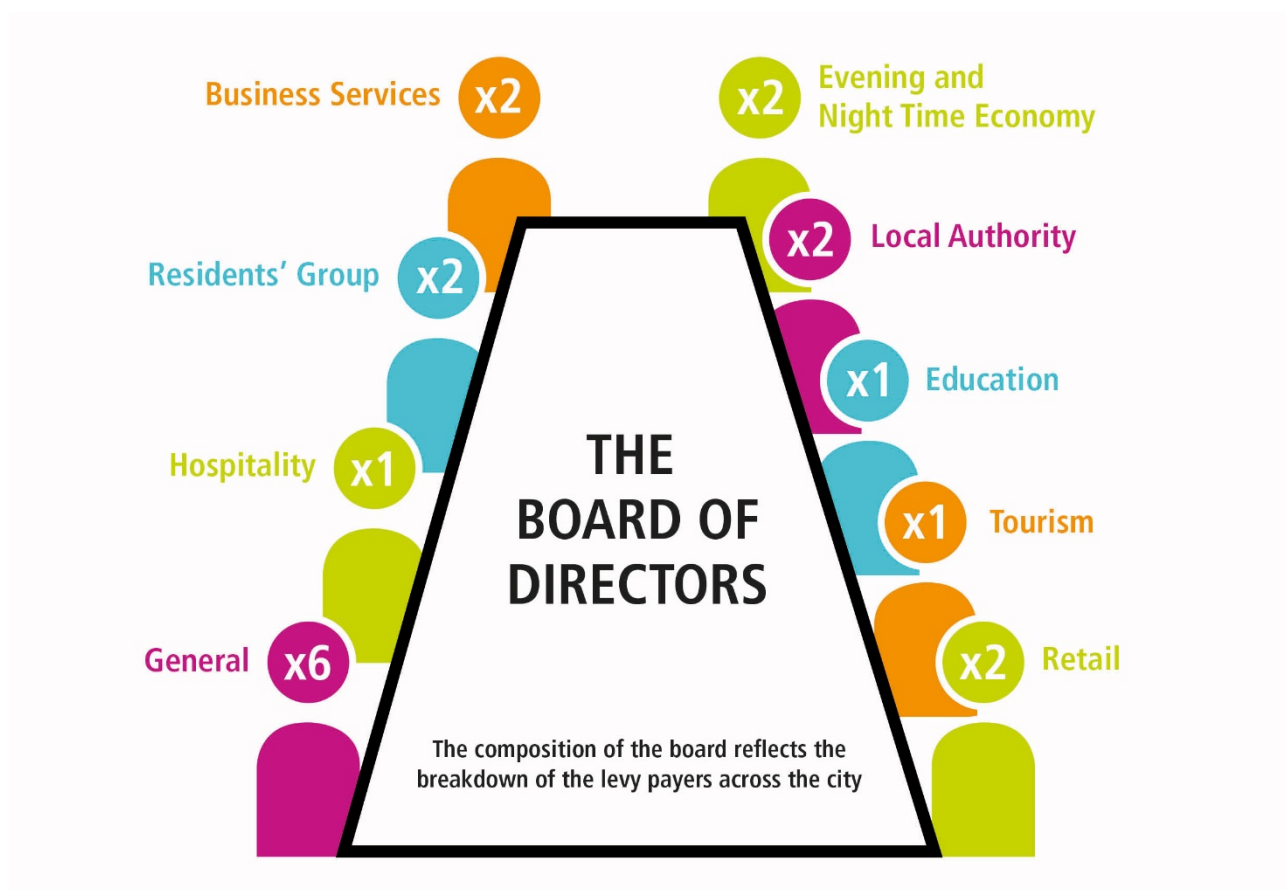 Business Services x2
Residents’ Group x2
Hospitality x1
General x6
x2 Evening and
Night Time Economy
x2 Local Authority
x1 Education
x1 Tourism
x2 Retail
THE
BOARD OF
DIRECTORS
The composition of the board reflects the
breakdown of the levy payers across the city